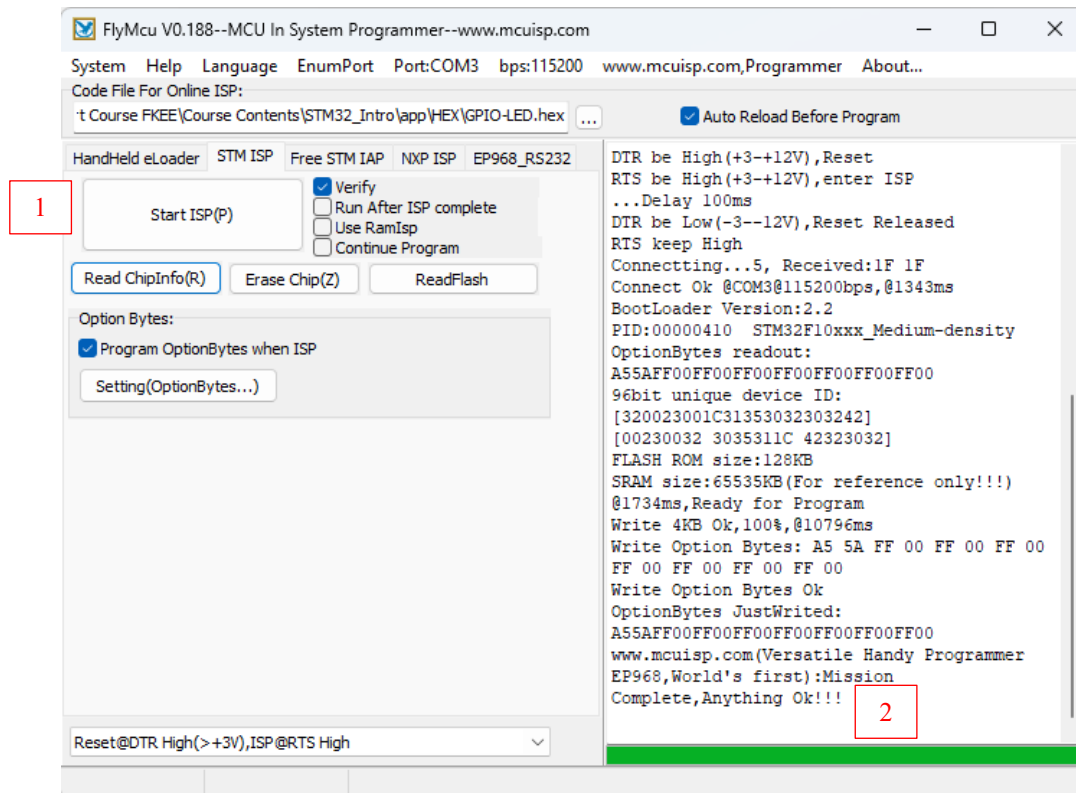 FlyMcu V0.188--MCU In System Programmer--www.mcuisp.com
System Help Language EnumPort Port:COM3 bps:115200 www.mcuisp.com,Programmer About...
Code File For Online ISP:
't Course FKEE\Course Contents\STM32_Intro\app\HEX\GPIO-LED.hex ... Auto Reload Before Program
HandHeld eLoader STM ISP Free STM IAP NXP ISP EP968_RS232
1
Start ISP(P)
Verify
Run After ISP complete
Use RamIsp
Continue Program
Read ChipInfo(R) Erase Chip(Z) ReadFlash
Option Bytes:
Program OptionBytes when ISP
Setting(OptionBytes...)
Reset@DTR High(>+3V),ISP@RTS High
DTR be High(+3-+12V),Reset
RTS be High(+3-+12V),enter ISP
...Delay 100ms
DTR be Low(-3--12V),Reset Released
RTS keep High
Connectting...5, Received:1F 1F
Connect Ok @COM3@115200bps,@1343ms
BootLoader Version:2.2
PID:00000410 STM32F10xxx_Medium-density
OptionBytes readout:
A55AFF00FF00FF00FF00FF00FF00FF00
96bit unique device ID:
[320023001C31353032303242]
[00230032 3035311C 42323032]
FLASH ROM size:128KB
SRAM size:65535KB(For reference only!!!)
@1734ms,Ready for Program
Write 4KB Ok,100%,@10796ms
Write Option Bytes: A5 5A FF 00 FF 00 FF 00
FF 00 FF 00 FF 00 FF 00
Write Option Bytes Ok
OptionBytes JustWrited:
A55AFF00FF00FF00FF00FF00FF00FF00
www.mcuisp.com(Versatile Handy Programmer
EP968,World's first):Mission
Complete,Anything Ok!!!
2